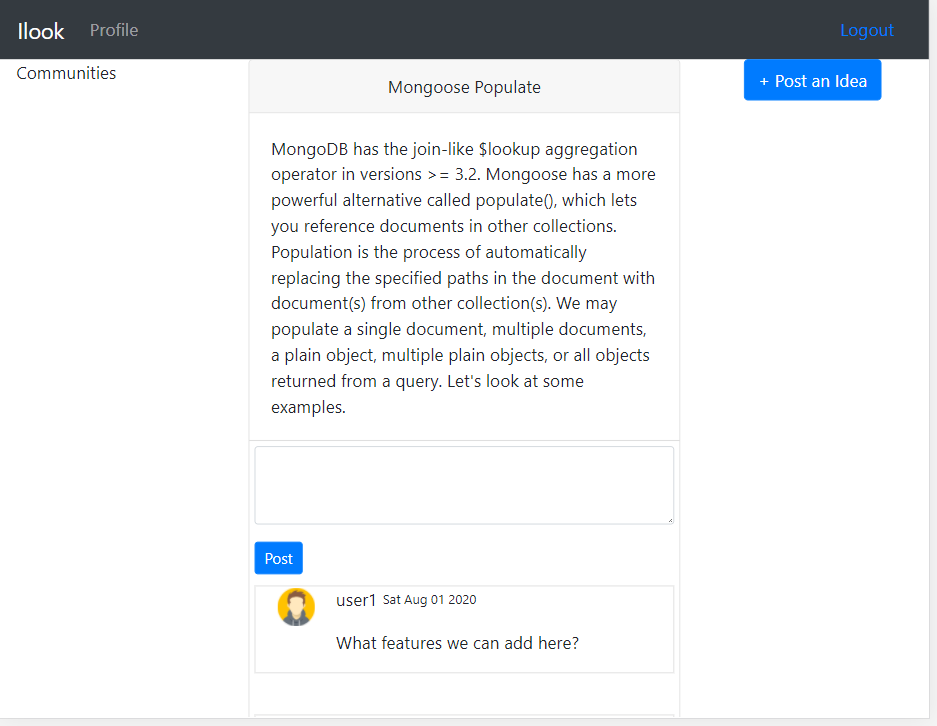 Ilook Profile Logout
Communities
+ Post an Idea
Mongoose Populate
MongoDB has the join-like $lookup aggregation
operator in versions >= 3.2. Mongoose has a more
powerful alternative called populate(), which lets
you reference documents in other collections.
Population is the process of automatically
replacing the specified paths in the document with
document(s) from other collection(s). We may
populate a single document, multiple documents,
a plain object, multiple plain objects, or all objects
returned from a query. Let's look at some
examples.
Post
user1 Sat Aug 01 2020
What features we can add here?